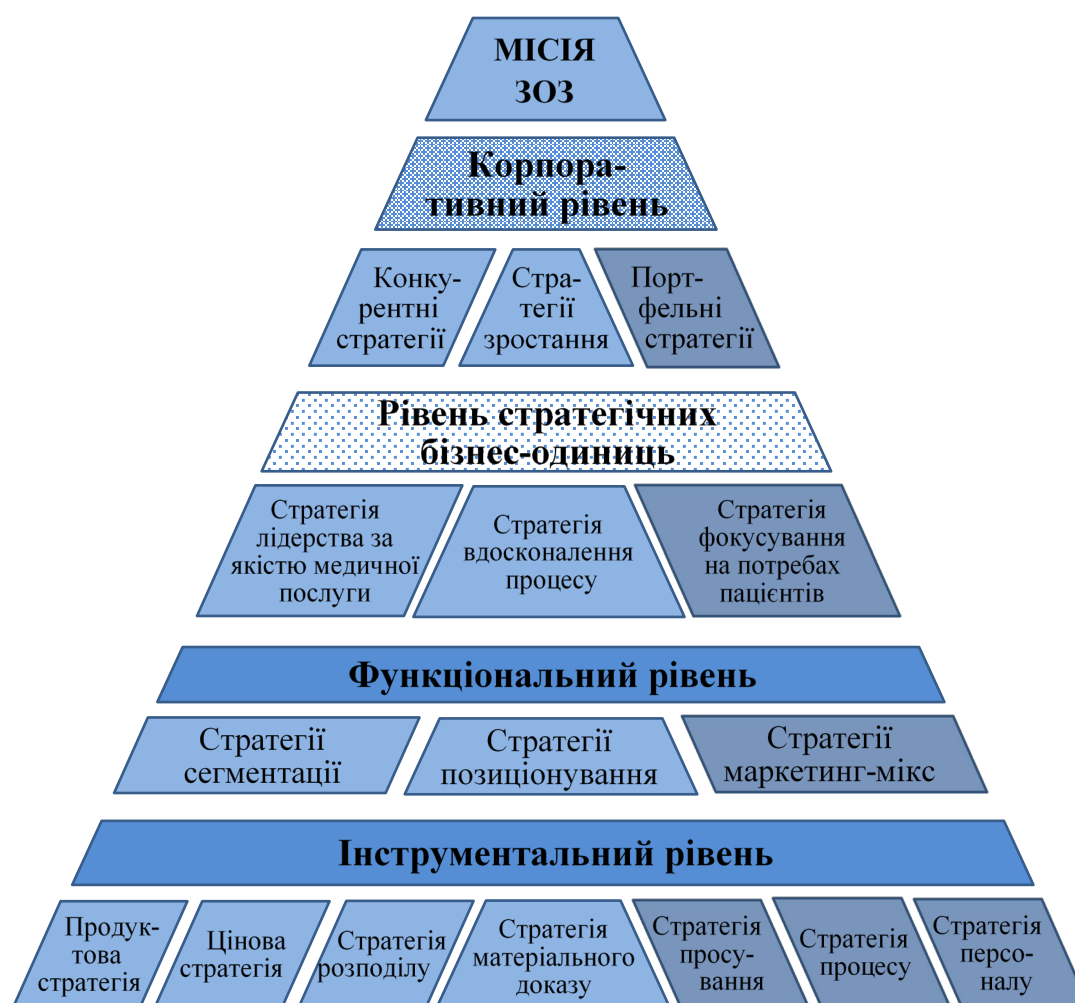 МІСІЯ
ЗОЗ
Корпора-
тивний рівень
Конку-
рентні
стратегії
Стра-
тегії
зростання
Порт-
фельні
стратегії
Рівень стратегічних
бізнес-одиниць
Стратегія
лідерства за
якістю медичної
послуги
Стратегія
вдосконалення
процесу
Стратегія
фокусування
на потребах
пацієнтів
Функціональний рівень
Стратегії
сегментації
Стратегії
позиціонування
Стратегії
маркетинг-мікс
Інструментальний рівень
Продук-
това
стратегія
Цінова
стратегія
Стратегія
розподілу
Стратегія
матеріального
доказу
Стратегія
просу-
вання
Стратегія
процесу
Стратегія
персо-
налу